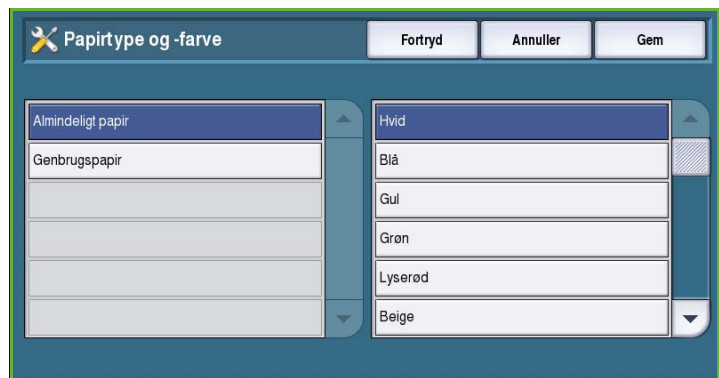 Papirtype og -farve
Fortryd
Annuller
Gem
Almindeligt papir
Genbrugspapir
Hvid
Blå
Gul
Grøn
Lyserød
Beige